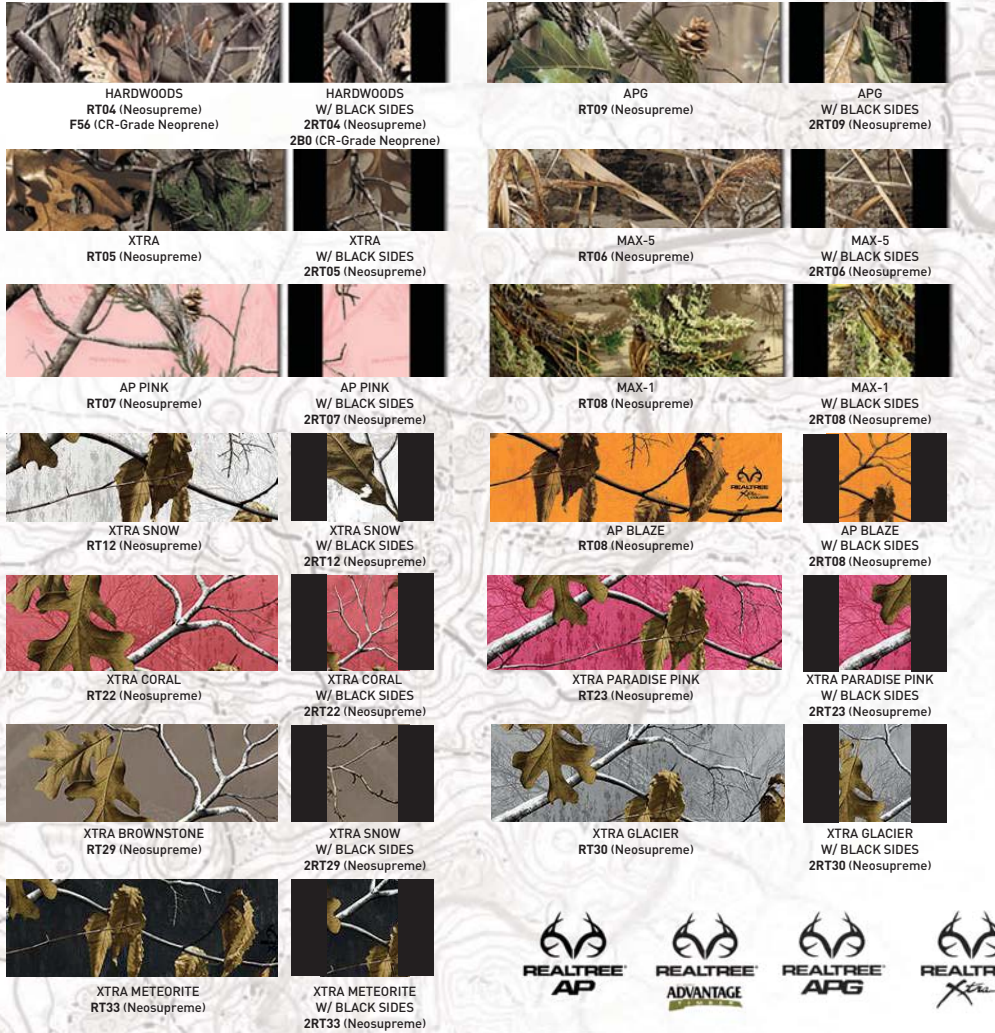 HARDWOODS
RT04 (Neosupreme)
F56 (CR-Grade Neoprene)
HARDWOODS
W/ BLACK SIDES
2RT04 (Neosupreme)
2B0 (CR-Grade Neoprene)
APG
RT09 (Neosupreme)
APG
W/ BLACK SIDES
2RT09 (Neosupreme)
XTRA
RT05 (Neosupreme)
XTRA
W/ BLACK SIDES
2RT05 (Neosupreme)
MAX-5
RT06 (Neosupreme)
MAX-5
W/ BLACK SIDES
2RT06 (Neosupreme)
AP PINK
RT07 (Neosupreme)
AP PINK
W/ BLACK SIDES
2RT07 (Neosupreme)
MAX-1
RT08 (Neosupreme)
MAX-1
W/ BLACK SIDES
2RT08 (Neosupreme)
XTRA SNOW
RT12 (Neosupreme)
XTRA SNOW
W/ BLACK SIDES
2RT12 (Neosupreme)
REALTREE
Xtra
AP BLAZE
RT08 (Neosupreme)
AP BLAZE
W/ BLACK SIDES
2RT08 (Neosupreme)
XTRA CORAL
RT22 (Neosupreme)
XTRA CORAL
W/ BLACK SIDES
2RT22 (Neosupreme)
XTRA PARADISE PINK
RT23 (Neosupreme)
XTRA PARADISE PINK
W/ BLACK SIDES
2RT23 (Neosupreme)
XTRA BROWNSTONE
RT29 (Neosupreme)
XTRA SNOW
W/ BLACK SIDES
2RT29 (Neosupreme)
XTRA GLACIER
RT30 (Neosupreme)
XTRA GLACIER
W/ BLACK SIDES
2RT30 (Neosupreme)
XTRA METEORITE
RT33 (Neosupreme)
XTRA METEORITE
W/ BLACK SIDES
2RT33 (Neosupreme)
REALTREE
AP
REALTREE
ADVANTAGE
TIMBER
REALTREE
APG
REALTR
Xtra